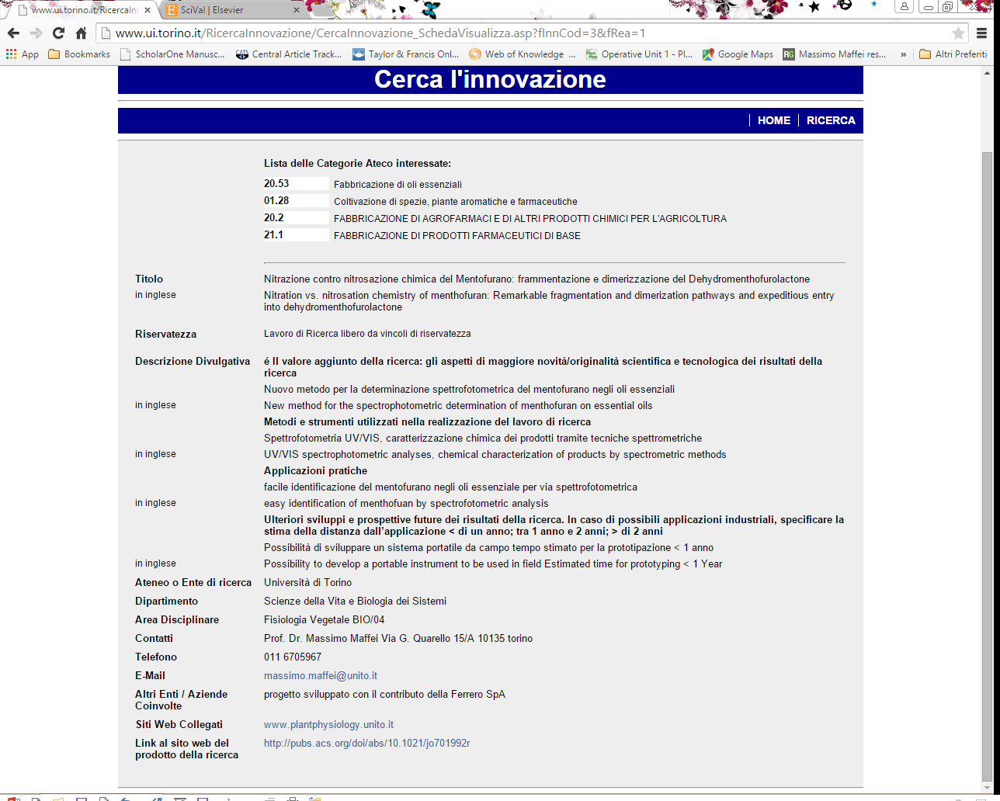 www.ui.torino.it/RicercaInn
SciVal | Elsevier
www.ui.torino.it/RicercaInnovazione/CercaInnovazione_SchedaVisualizza.asp?fInnCod=3&fRea=1
App Bookmarks ScholarOne Manusc... Central Article Track... Taylor & Francis Onl... Web of Knowledge ... Operative Unit 1 - Pl... Google Maps RG Massimo Maffei res... » Altri Preferiti
Cerca l'innovazione
HOME RICERCA
Lista delle Categorie Ateco interessate:
20.53 Fabbricazione di oli essenziali
01.28 Coltivazione di spezie, piante aromatiche e farmaceutiche
20.2 FABBRICAZIONE DI AGROFARMACI E DI ALTRI PRODOTTI CHIMICI PER L'AGRICOLTURA
21.1 FABBRICAZIONE DI PRODOTTI FARMACEUTICI DI BASE
Titolo Nitrazione contro nitrosazione chimica del Mentofurano: frammentazione e dimerizzazione del Dehydromenthofurolactone
in inglese Nitration vs. nitrosation chemistry of menthofuran: Remarkable fragmentation and dimerization pathways and expeditious entry
into dehydromenthofurolactone
Riservatezza Lavoro di Ricerca libero da vincoli di riservatezza
Descrizione Divulgativa é Il valore aggiunto della ricerca: gli aspetti di maggiore novità/originalità scientifica e tecnologica dei risultati della
ricerca
Nuovo metodo per la determinazione spettrofotometrica del mentofurano negli oli essenziali
in inglese New method for the spectrophotometric determination of menthofuran on essential oils
Metodi e strumenti utilizzati nella realizzazione del lavoro di ricerca
Spettrofotometria UV/VIS, caratterizzazione chimica dei prodotti tramite tecniche spettrometriche
in inglese UV/VIS spectrophotometric analyses, chemical characterization of products by spectrometric methods
Applicazioni pratiche
facile identificazione del mentofurano negli oli essenziale per via spettrofotometrica
in inglese easy identification of menthofuan by spectrofotometric analysis
Ulteriori sviluppi e prospettive future dei risultati della ricerca. In caso di possibili applicazioni industriali, specificare la
stima della distanza dall'applicazione < di un anno; tra 1 anno e 2 anni; > di 2 anni
Possibilità di sviluppare un sistema portatile da campo tempo stimato per la prototipazione < 1 anno
in inglese Possibility to develop a portable instrument to be used in field Estimated time for prototyping < 1 Year
Ateneo o Ente di ricerca Università di Torino
Dipartimento Scienze della Vita e Biologia dei Sistemi
Area Disciplinare Fisiologia Vegetale BIO/04
Contatti Prof. Dr. Massimo Maffei Via G. Quarello 15/A 10135 torino
Telefono 011 6705967
E-Mail massimo.maffei@unito.it
Altri Enti / Aziende progetto sviluppato con il contributo della Ferrero SpA
Coinvolte
Siti Web Collegati www.plantphysiology.unito.it
Link al sito web del http://pubs.acs.org/doi/abs/10.1021/jo701992r
prodotto della ricerca